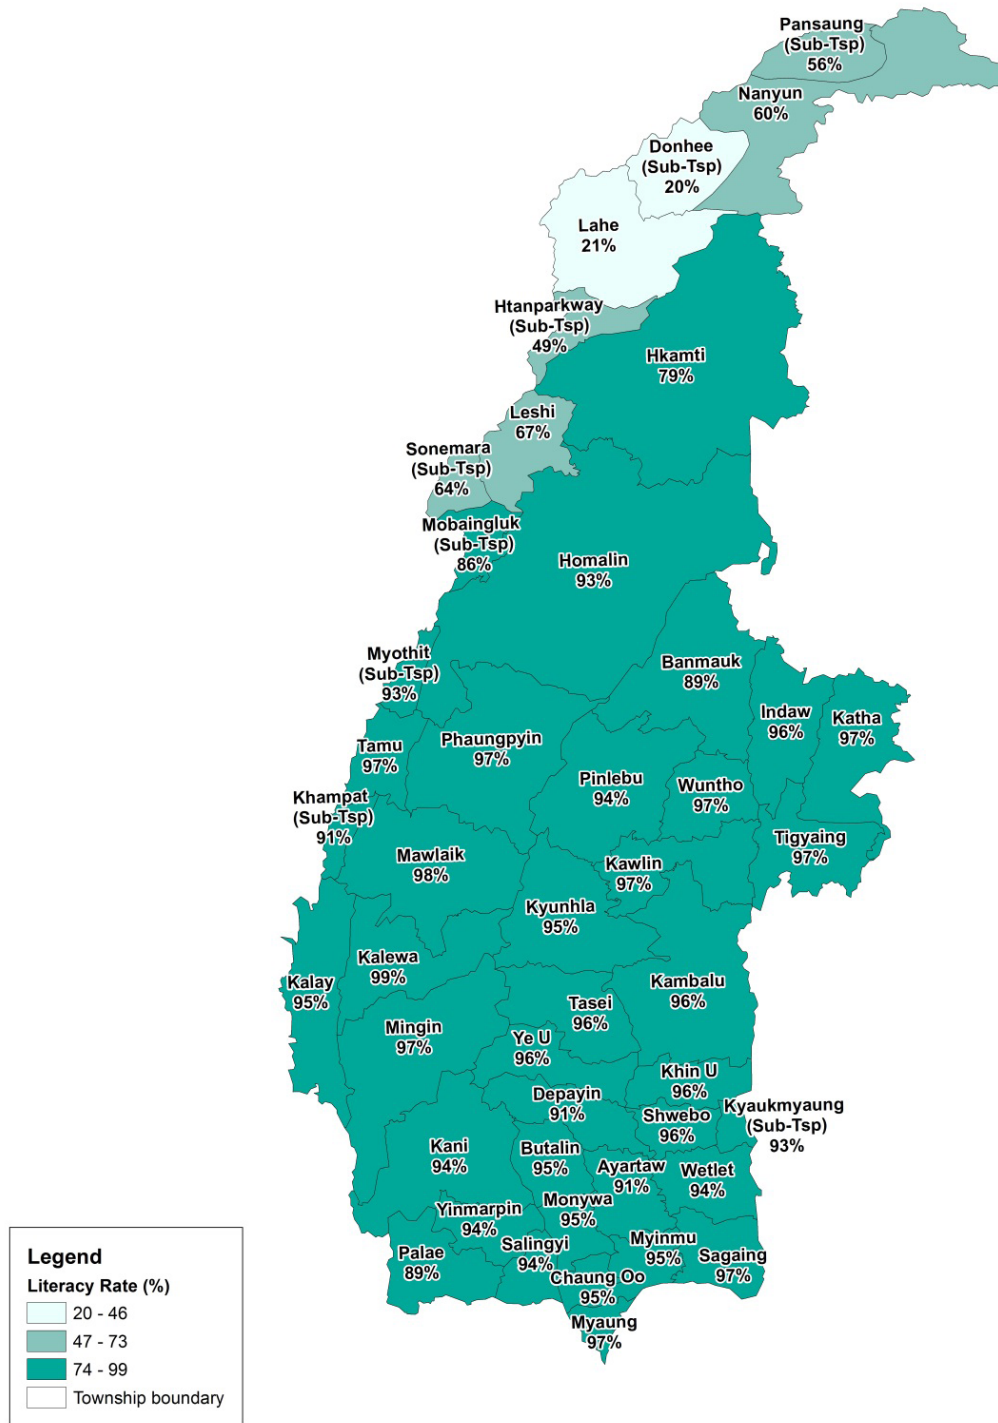 Pansaung
(Sub-Tsp)
56%
Nanyun
60%
Donhee
(Sub-Tsp)
20%
Lahe
21%
Htanparkway
(Sub-Tsp)
49%
Hkamti
79%
Leshi
67%
Sonemara
(Sub-Tsp)
64%
Mobaingluk
(Sub-Tsp)
86%
Homalin
93%
Myothit
(Sub-Tsp)
93%
Banmauk
89%
Indaw
96%
Katha
97%
Tamu
97%
Phaungpyin
97%
Pinlebu
94%
Wuntho
97%
Khampat
(Sub-Tsp)
91%
Mawlaik
98%
Kawlin
97%
Tigyaing
97%
Kyunhla
95%
Kalewa
99%
Kalay
95%
Kambalu
96%
Tasei
96%
Mingin
97%
Ye U
96%
Khin U
96%
Depayin
91%
Shwebo
96%
Kyaukmyaung
(Sub-Tsp)
93%
Kani
94%
Butalin
95%
Ayartaw
91%
Wetlet
94%
Monywa
95%
Yinmarpin
94%
Salingyi
94%
Palae
89%
Myinmu
95%
Sagaing
97%
Chaung Oo
95%
Myaung
97%
Legend
Literacy Rate (%)
20 - 46
47 - 73
74 - 99
Township boundary